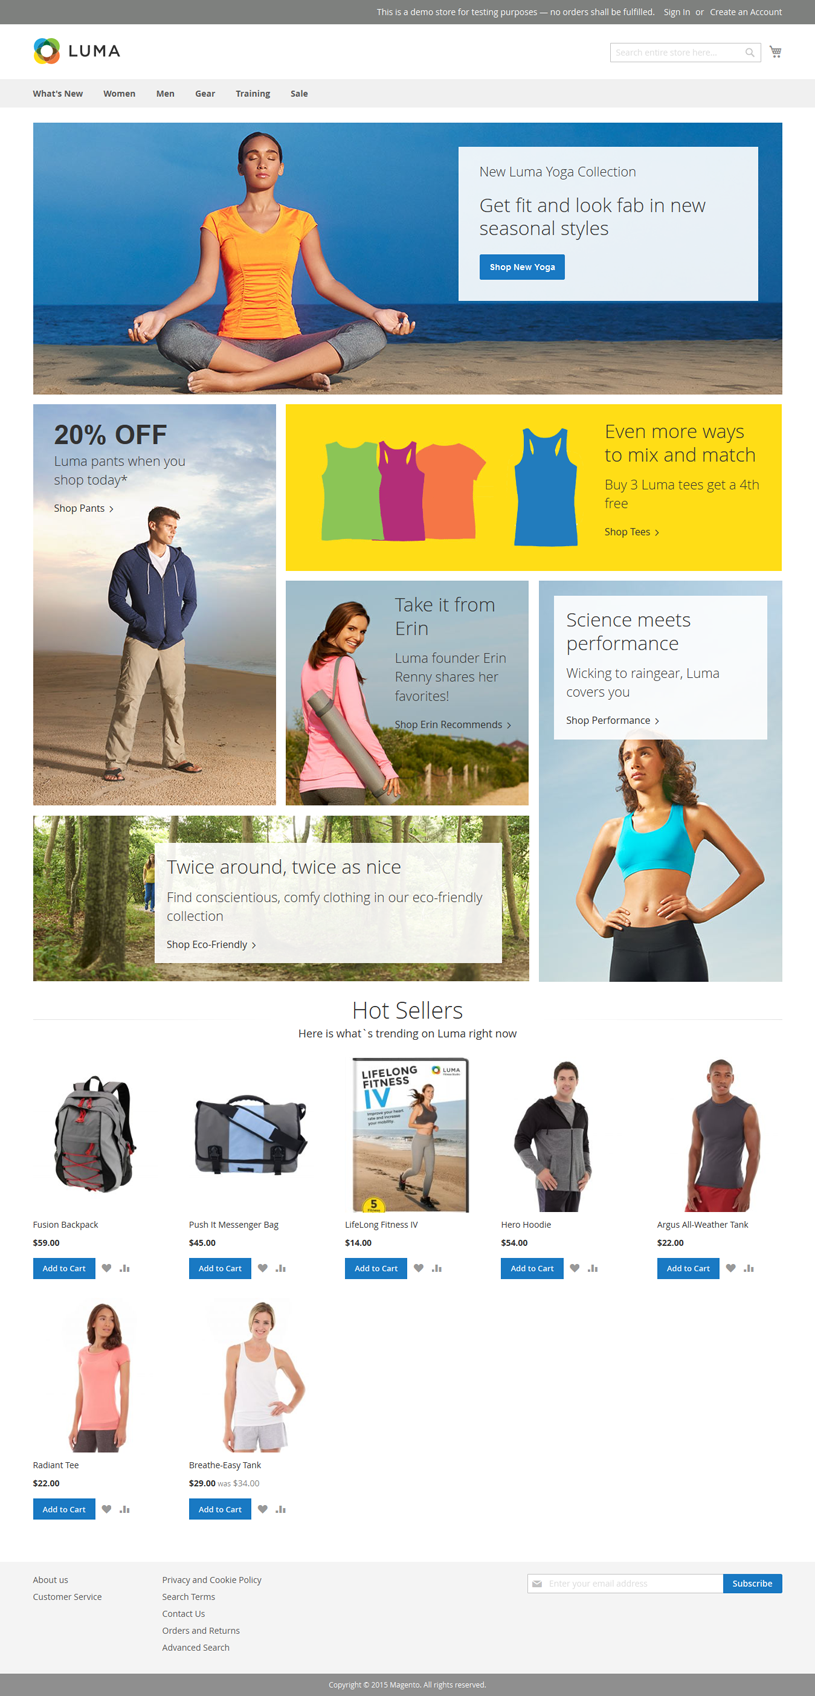 This is a demo store for testing purposes — no orders shall be fulfilled. Sign In or Create an Account
LUMA
Search entire store here...
What's New Women Men Gear Training Sale
New Luma Yoga Collection
Get fit and look fab in new
seasonal styles
Shop New Yoga
20% OFF
Luma pants when you
shop today*
Shop Pants
Even more ways
to mix and match
Buy 3 Luma tees get a 4th
free
Shop Tees
Take it from
Erin
Luma founder Erin
Renny shares her
favorites!
Shop Erin Recommends
Science meets
performance
Wicking to raingear, Luma
covers you
Shop Performance
Twice around, twice as nice
Find conscientious, comfy clothing in our eco-friendly
collection
Shop Eco-Friendly
Hot Sellers
Here is what`s trending on Luma right now
LIFELONG
FITNESS
IV
LUMA
Improve your heart
rate and increase
your mobility.
5
Fusion Backpack
$59.00
Add to Cart
Push It Messenger Bag
$45.00
Add to Cart
LifeLong Fitness IV
$14.00
Add to Cart
Hero Hoodie
$54.00
Add to Cart
Argus All-Weather Tank
$22.00
Add to Cart
Radiant Tee
$22.00
Add to Cart
Breathe-Easy Tank
$29.00 was $34.00
Add to Cart
About us
Customer Service
Privacy and Cookie Policy
Search Terms
Contact Us
Orders and Returns
Advanced Search
Enter your email address
Subscribe
Copyright © 2015 Magento. All rights reserved.